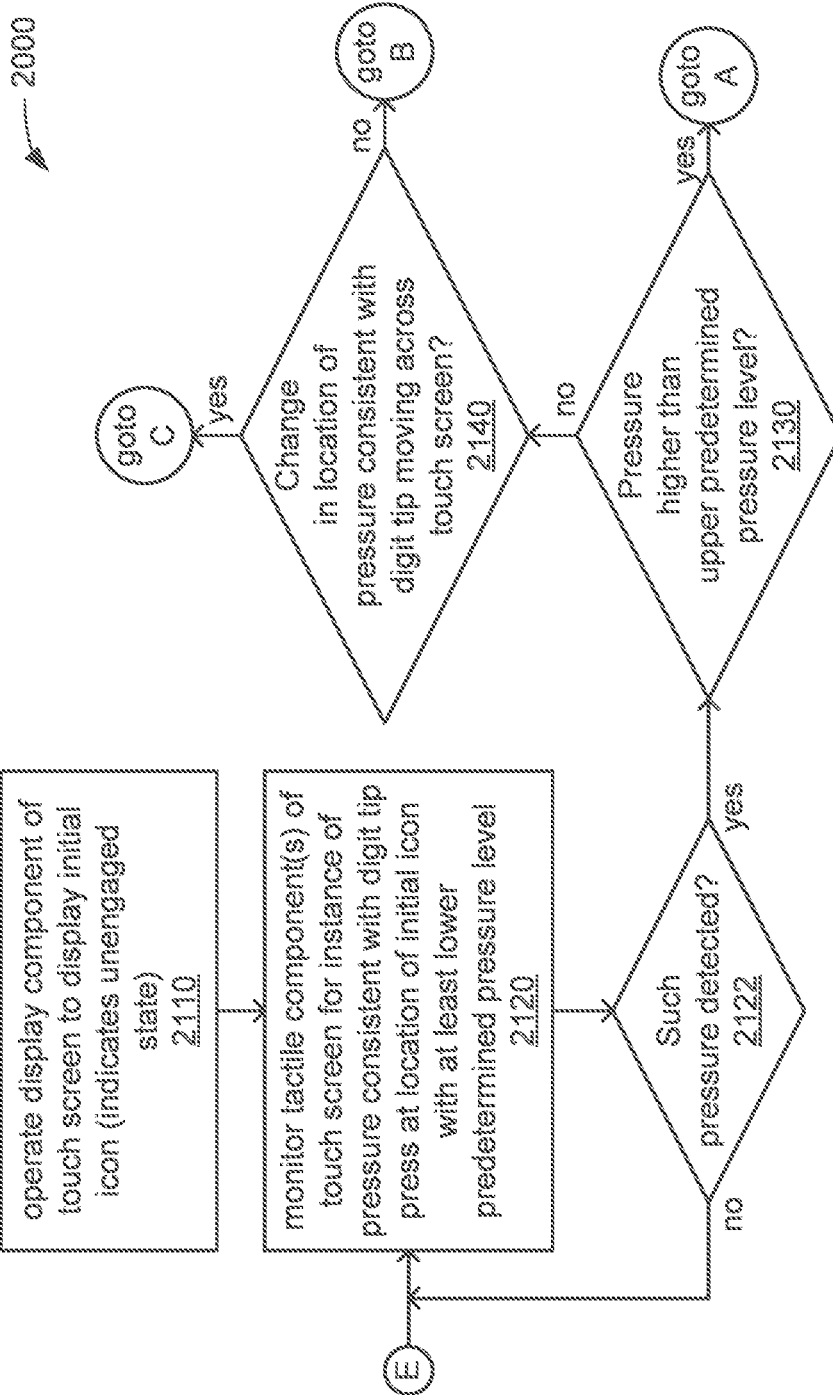 2000
operate display component of
touch screen to display initial
icon (indicates unengaged
state)
2110
E
monitor tactile component(s) of
touch screen for instance of
pressure consistent with digit tip
press at location of initial icon
with at least lower
predetermined pressure level
2120
Such
pressure detected?
2122
no
yes
Pressure
higher than
upper predetermined
pressure level?
2130
yes
goto
A
no
Change
in location of
pressure consistent with
digit tip moving across
touch screen?
2140
yes
goto
C
no
goto
B